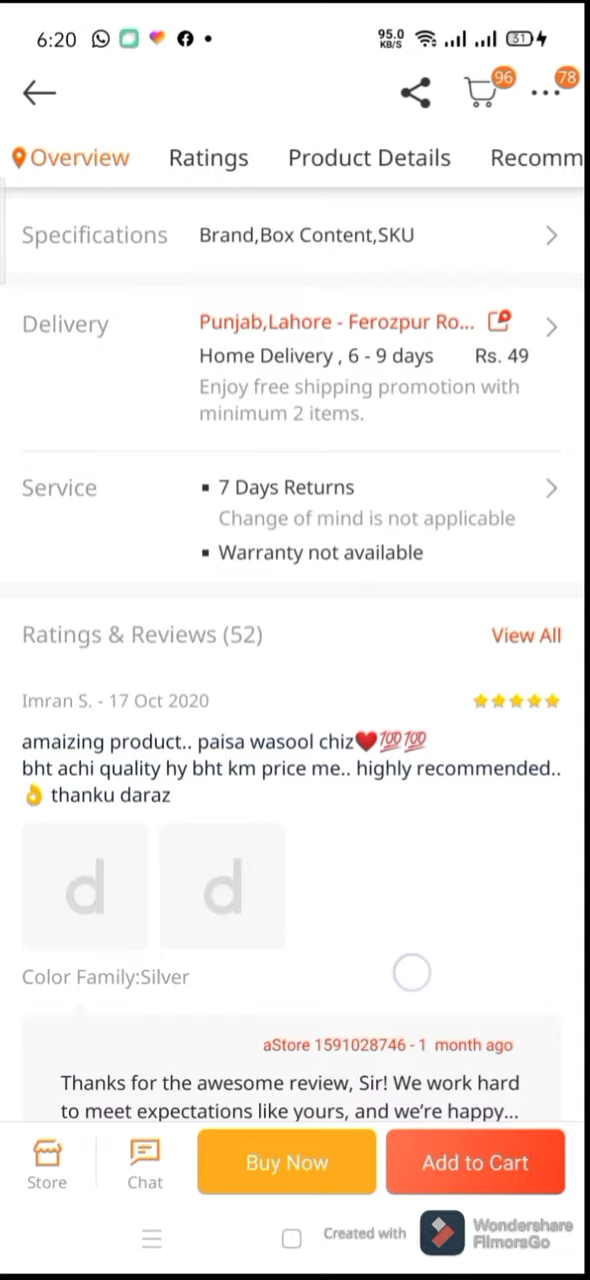 6:20 95.0 KB/S 51
96 78
Overview Ratings Product Details Recomm
Specifications Brand,Box Content,SKU
Delivery Punjab,Lahore - Ferozpur Ro...
Home Delivery , 6 - 9 days Rs. 49
Enjoy free shipping promotion with
minimum 2 items.
Service ▪ 7 Days Returns
Change of mind is not applicable
▪ Warranty not available
Ratings & Reviews (52) View All
Imran S. - 17 Oct 2020
amaizing product.. paisa wasool chiz❤️💯💯
bht achi quality hy bht km price me.. highly recommended..
👌 thanku daraz
d d
Color Family:Silver
aStore 1591028746 - 1 month ago
Thanks for the awesome review, Sir! We work hard
to meet expectations like yours, and we're happy...
Store Chat Buy Now Add to Cart
Created with Wondershare
FilmoraGo